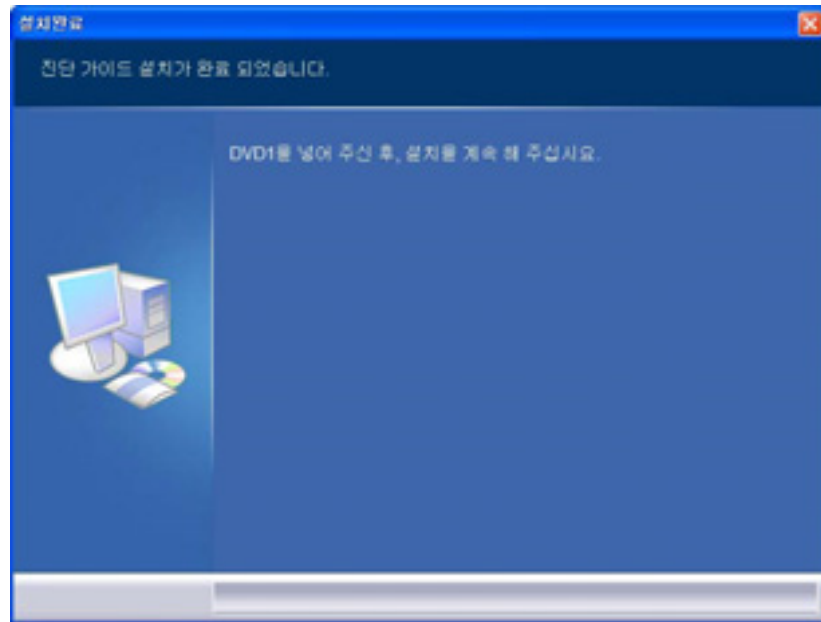 설치완료
진단 가이드 설치가 완료 되었습니다.
DVD1를 넣어 주신 후, 설치를 계속 해 주십시요.